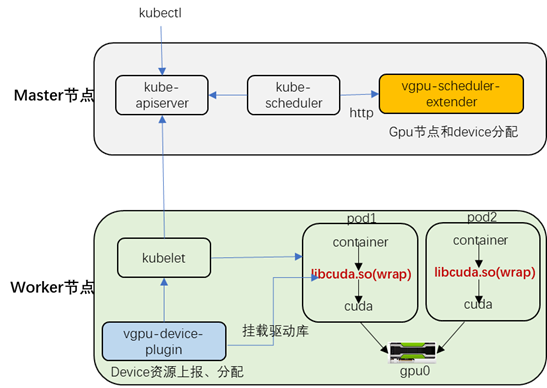 kubectl
Master节点
kube-
apiserver
kube-
scheduler
http
vgpu-scheduler-
extender
Gpu节点和device分配
Worker节点
kubelet
vgpu-device-
plugin
Device资源上报、分配
挂载驱动库
pod1
container
libcuda.so(wrap)
cuda
pod2
container
libcuda.so(wrap)
cuda
gpu0